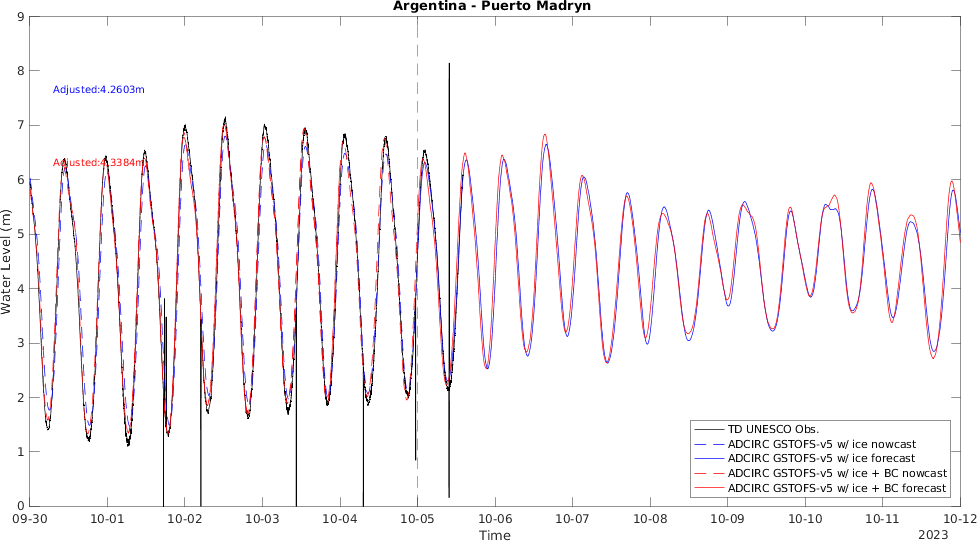 Argentina - Puerto Madryn
9
8
7
6
5
4
3
2
1
0
Water Level (m)
Adjusted:4.2603m
Adjusted:4.3384m
TD UNESCO Obs.
ADCIRC GSTOFS-v5 w/ ice nowcast
ADCIRC GSTOFS-v5 w/ ice forecast
ADCIRC GSTOFS-v5 w/ ice + BC nowcast
ADCIRC GSTOFS-v5 w/ ice + BC forecast
09-30 10-01 10-02 10-03 10-04 10-05 10-06 10-07 10-08 10-09 10-10 10-11 10-12
Time
2023